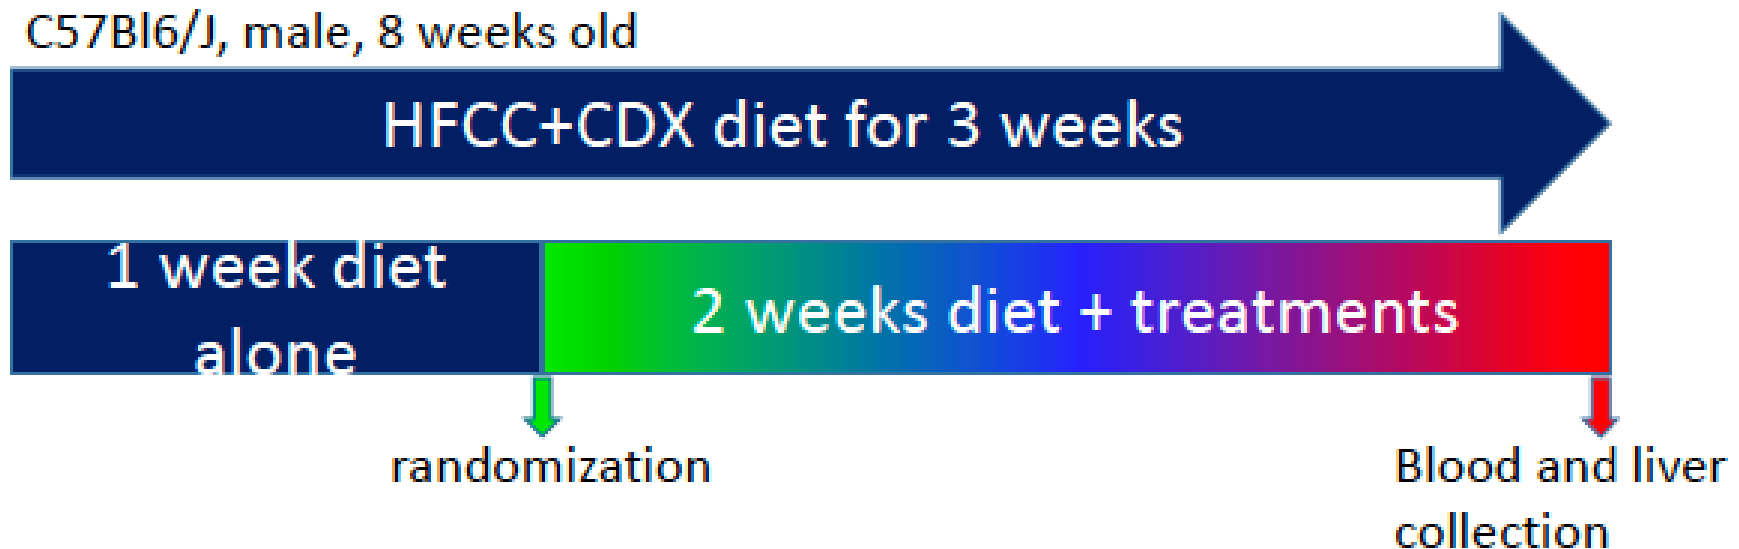 C57Bl6/J, male, 8 weeks old
HFCC+CDX diet for 3 weeks
1 week diet
alone
2 weeks diet + treatments
randomization
Blood and liver
collection